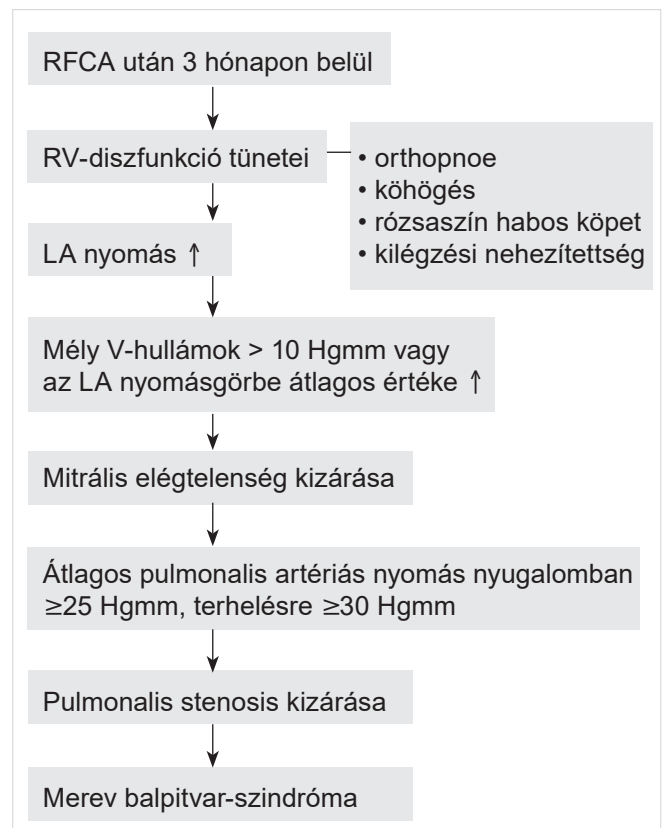 RFCA után 3 hónapon belül
RV-diszfunkció tünetei
• orthopnoe
• köhögés
• rózsaszín habos köpet
• kilégzési nehezítettség
LA nyomás ↑
Mély V-hullámok > 10 Hgmm vagy
az LA nyomásgörbe átlagos értéke ↑
Mitrális elégtelenség kizárása
Átlagos pulmonalis artériás nyomás nyugalomban
≥25 Hgmm, terhelésre ≥30 Hgmm
Pulmonalis stenosis kizárása
Merev balpitvar-szindróma